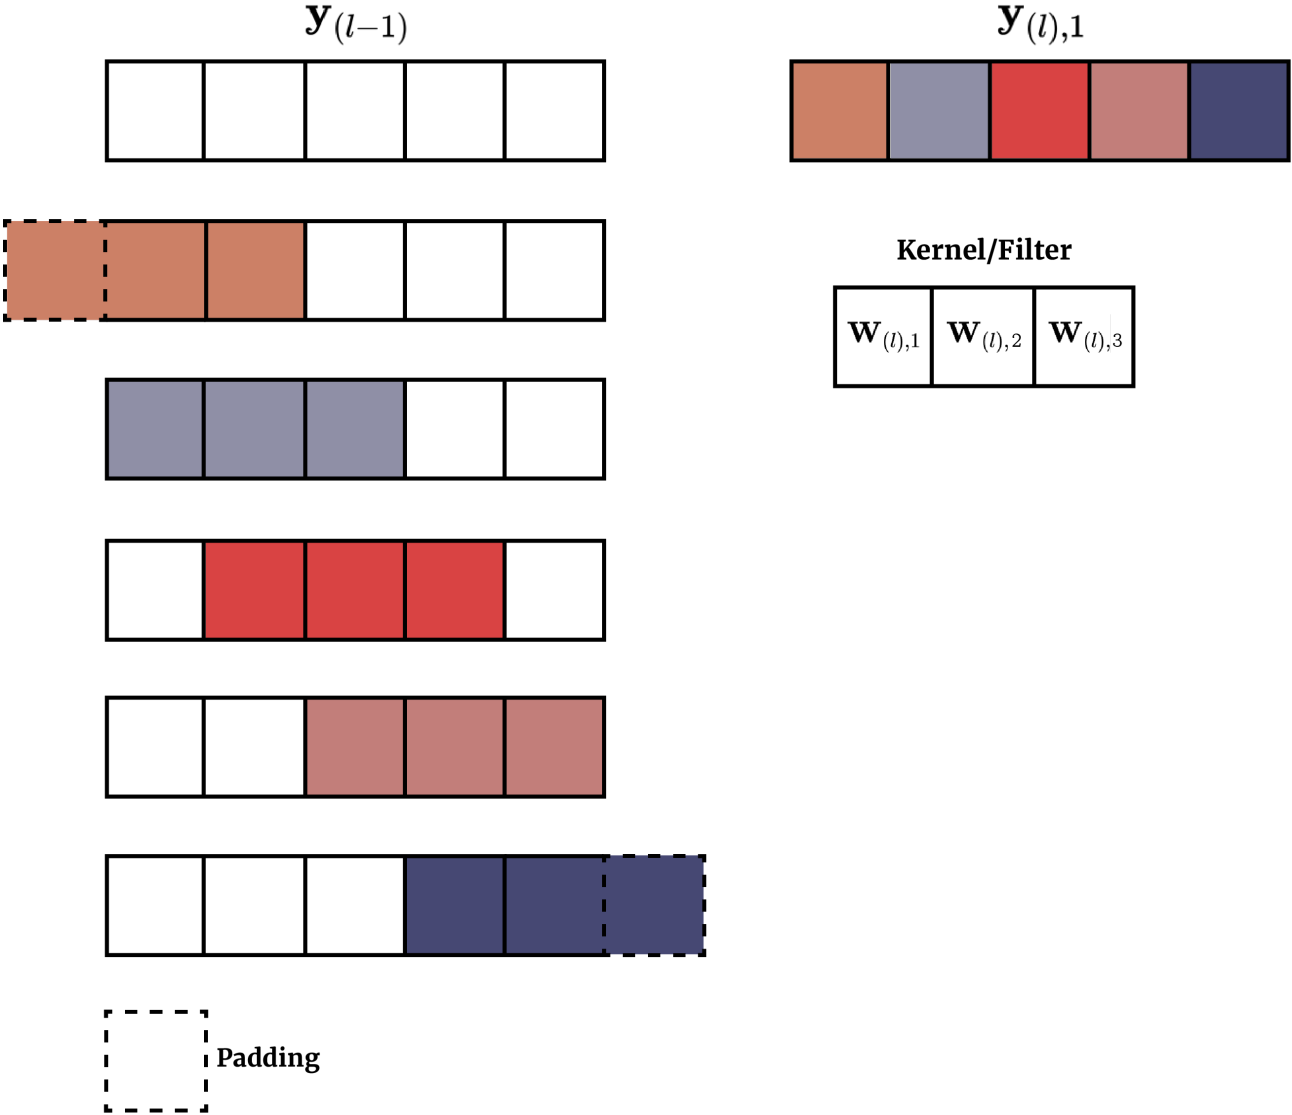 y(l−1)
y(l),1
Kernel/Filter
w(l),1 w(l),2 w(l),3
Padding